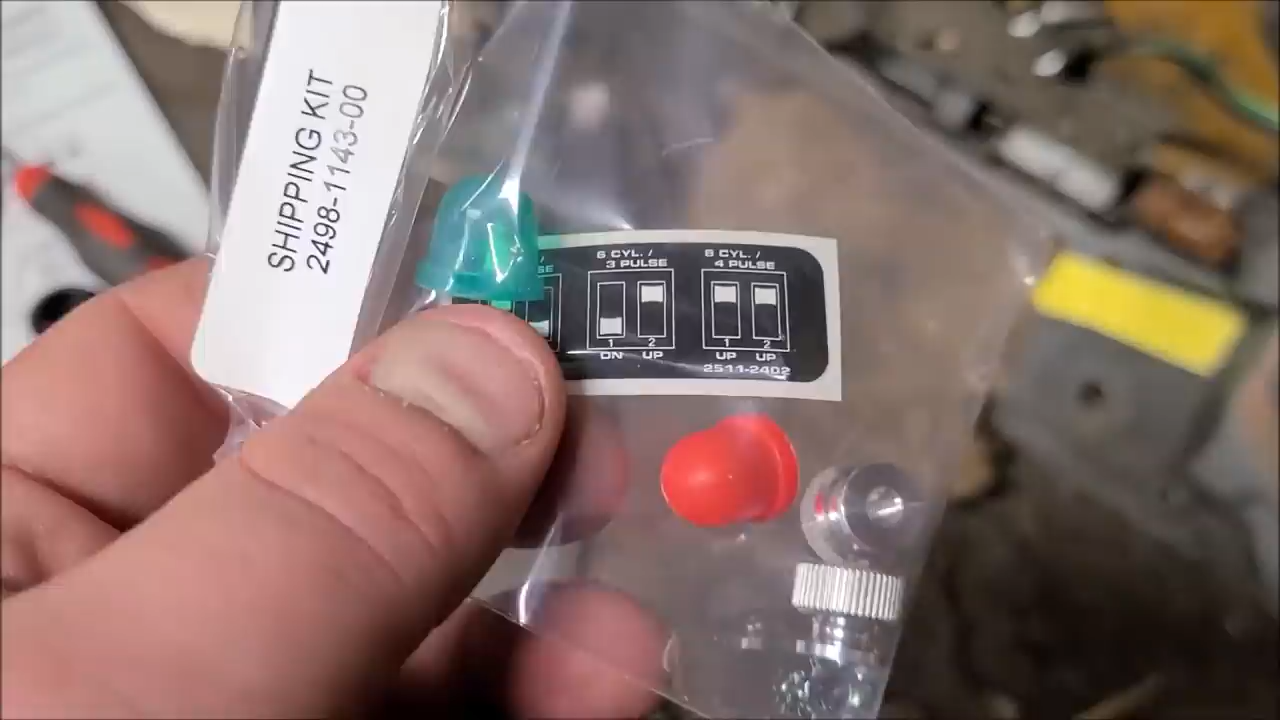 SHIPPING KIT
2498-1143-00
6 CYL. /
3 PULSE
1 2
DN UP
8 CYL. /
4 PULSE
1 2
UP UP
2511-2402